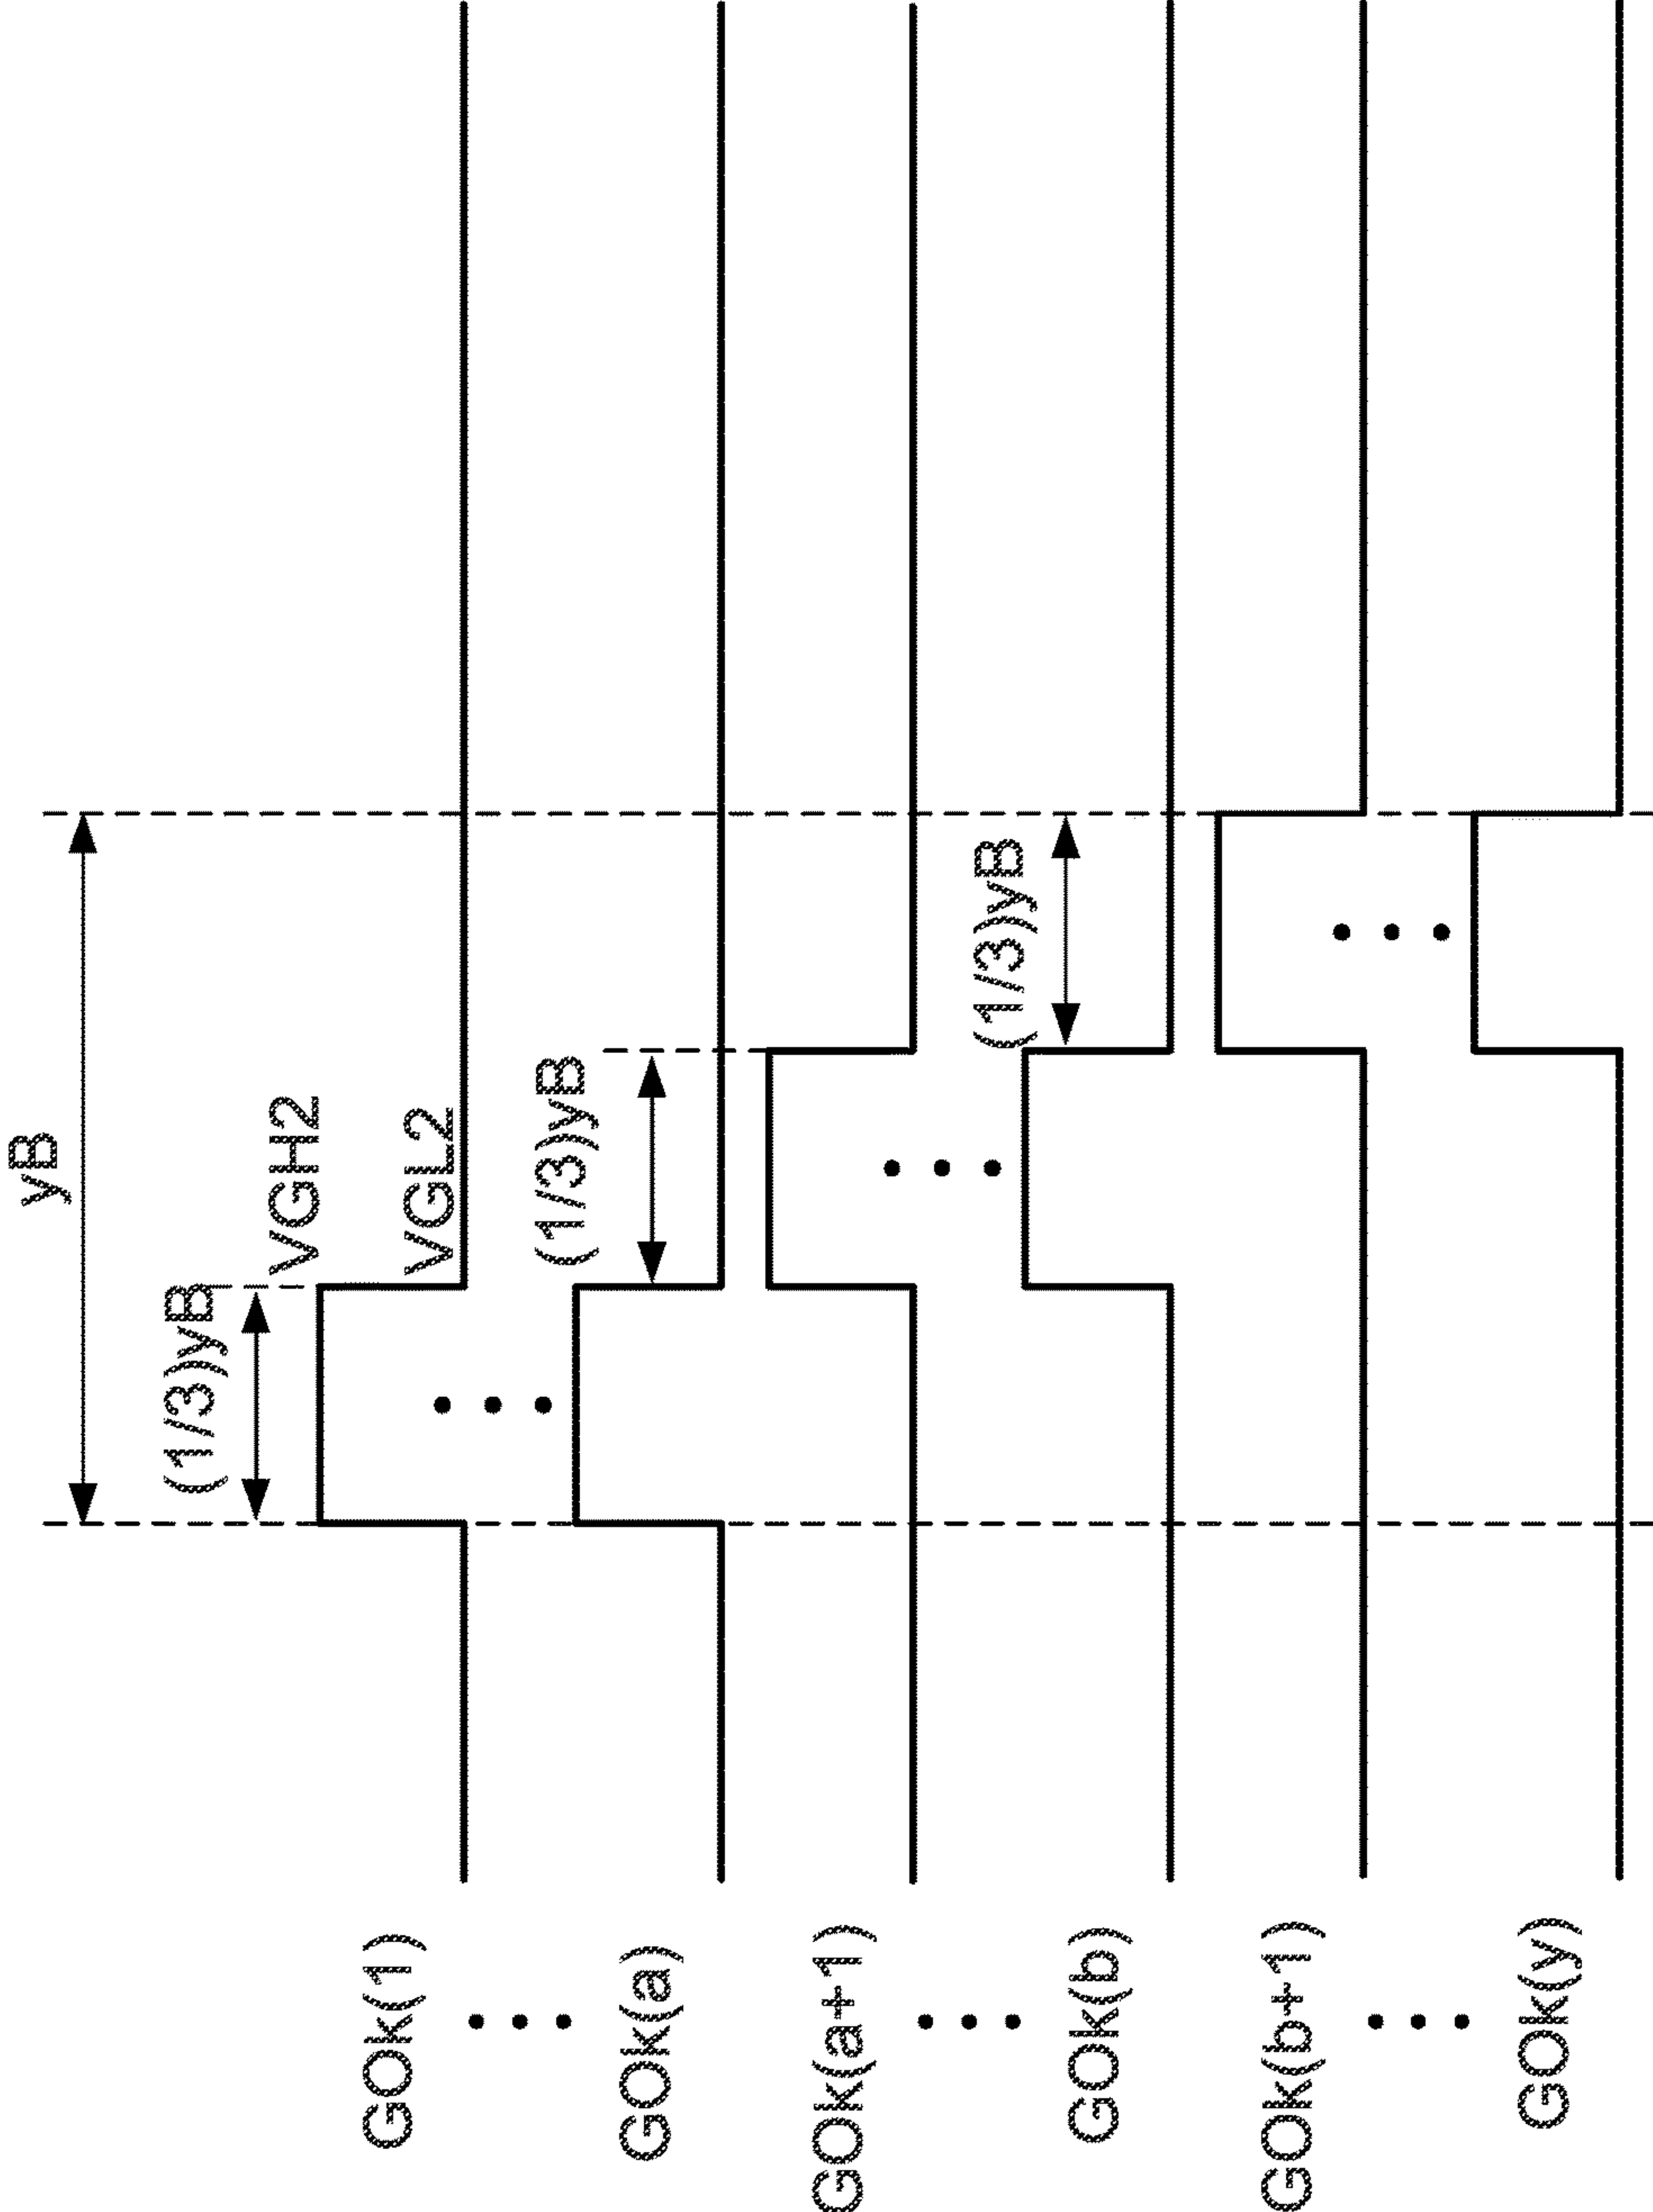 yB
(1/3)yB
VGH2
VGL2
GOk(1)
(1/3)yB
GOk(a)
GOk(a+1)
(1/3)yB
GOk(b)
GOk(b+1)
GOk(y)